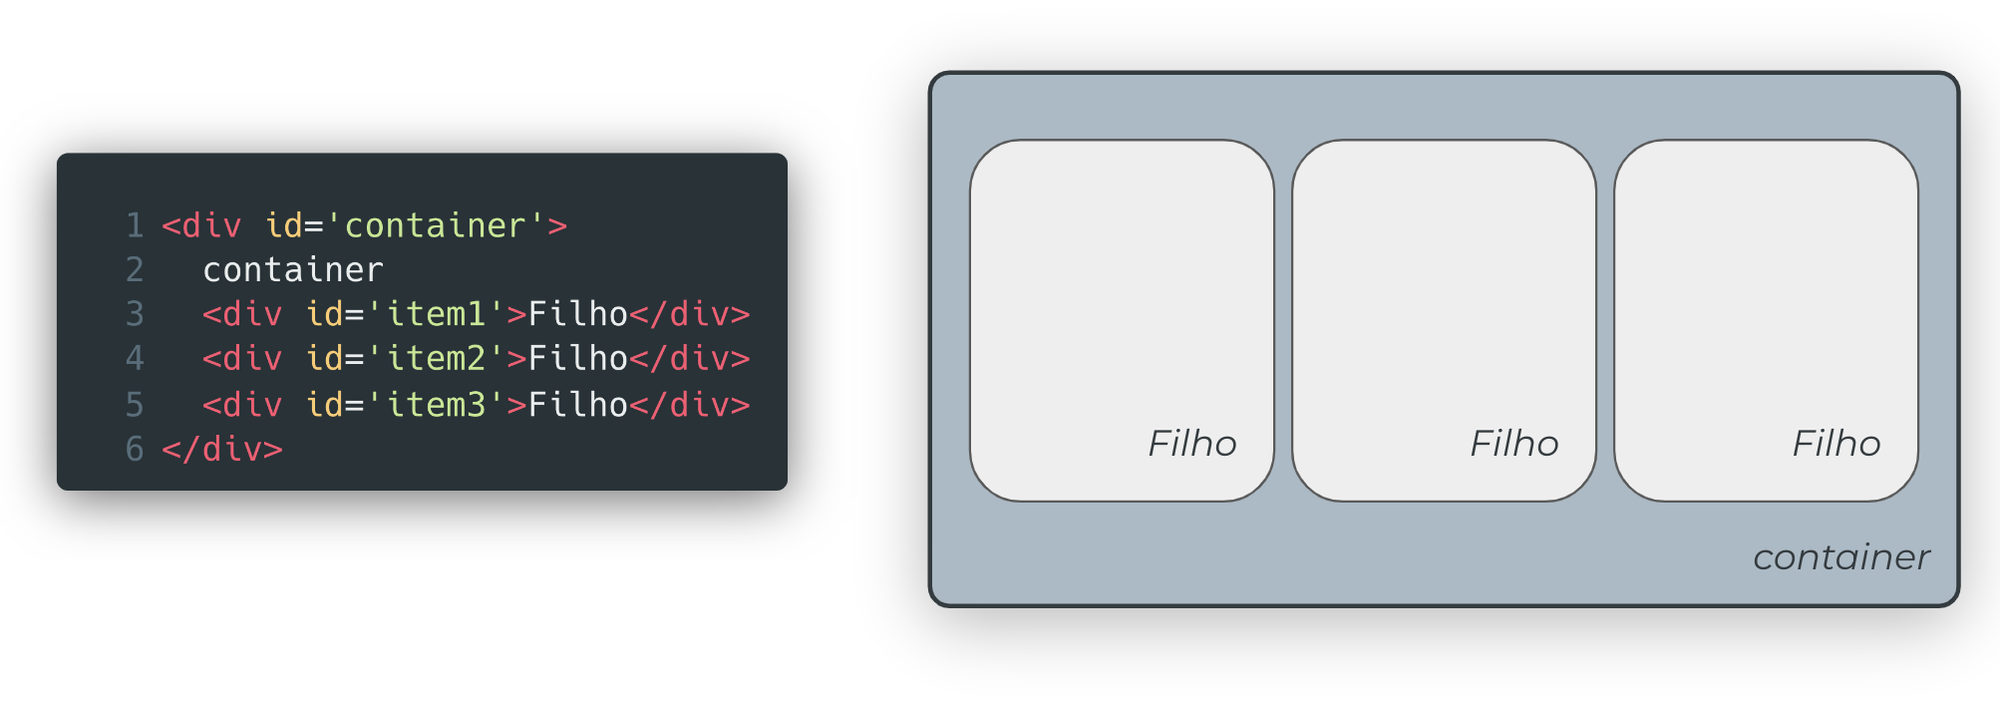 1 <div id='container'>
2   container
3   <div id='item1'>Filho</div>
4   <div id='item2'>Filho</div>
5   <div id='item3'>Filho</div>
6 </div>
Filho Filho Filho
container